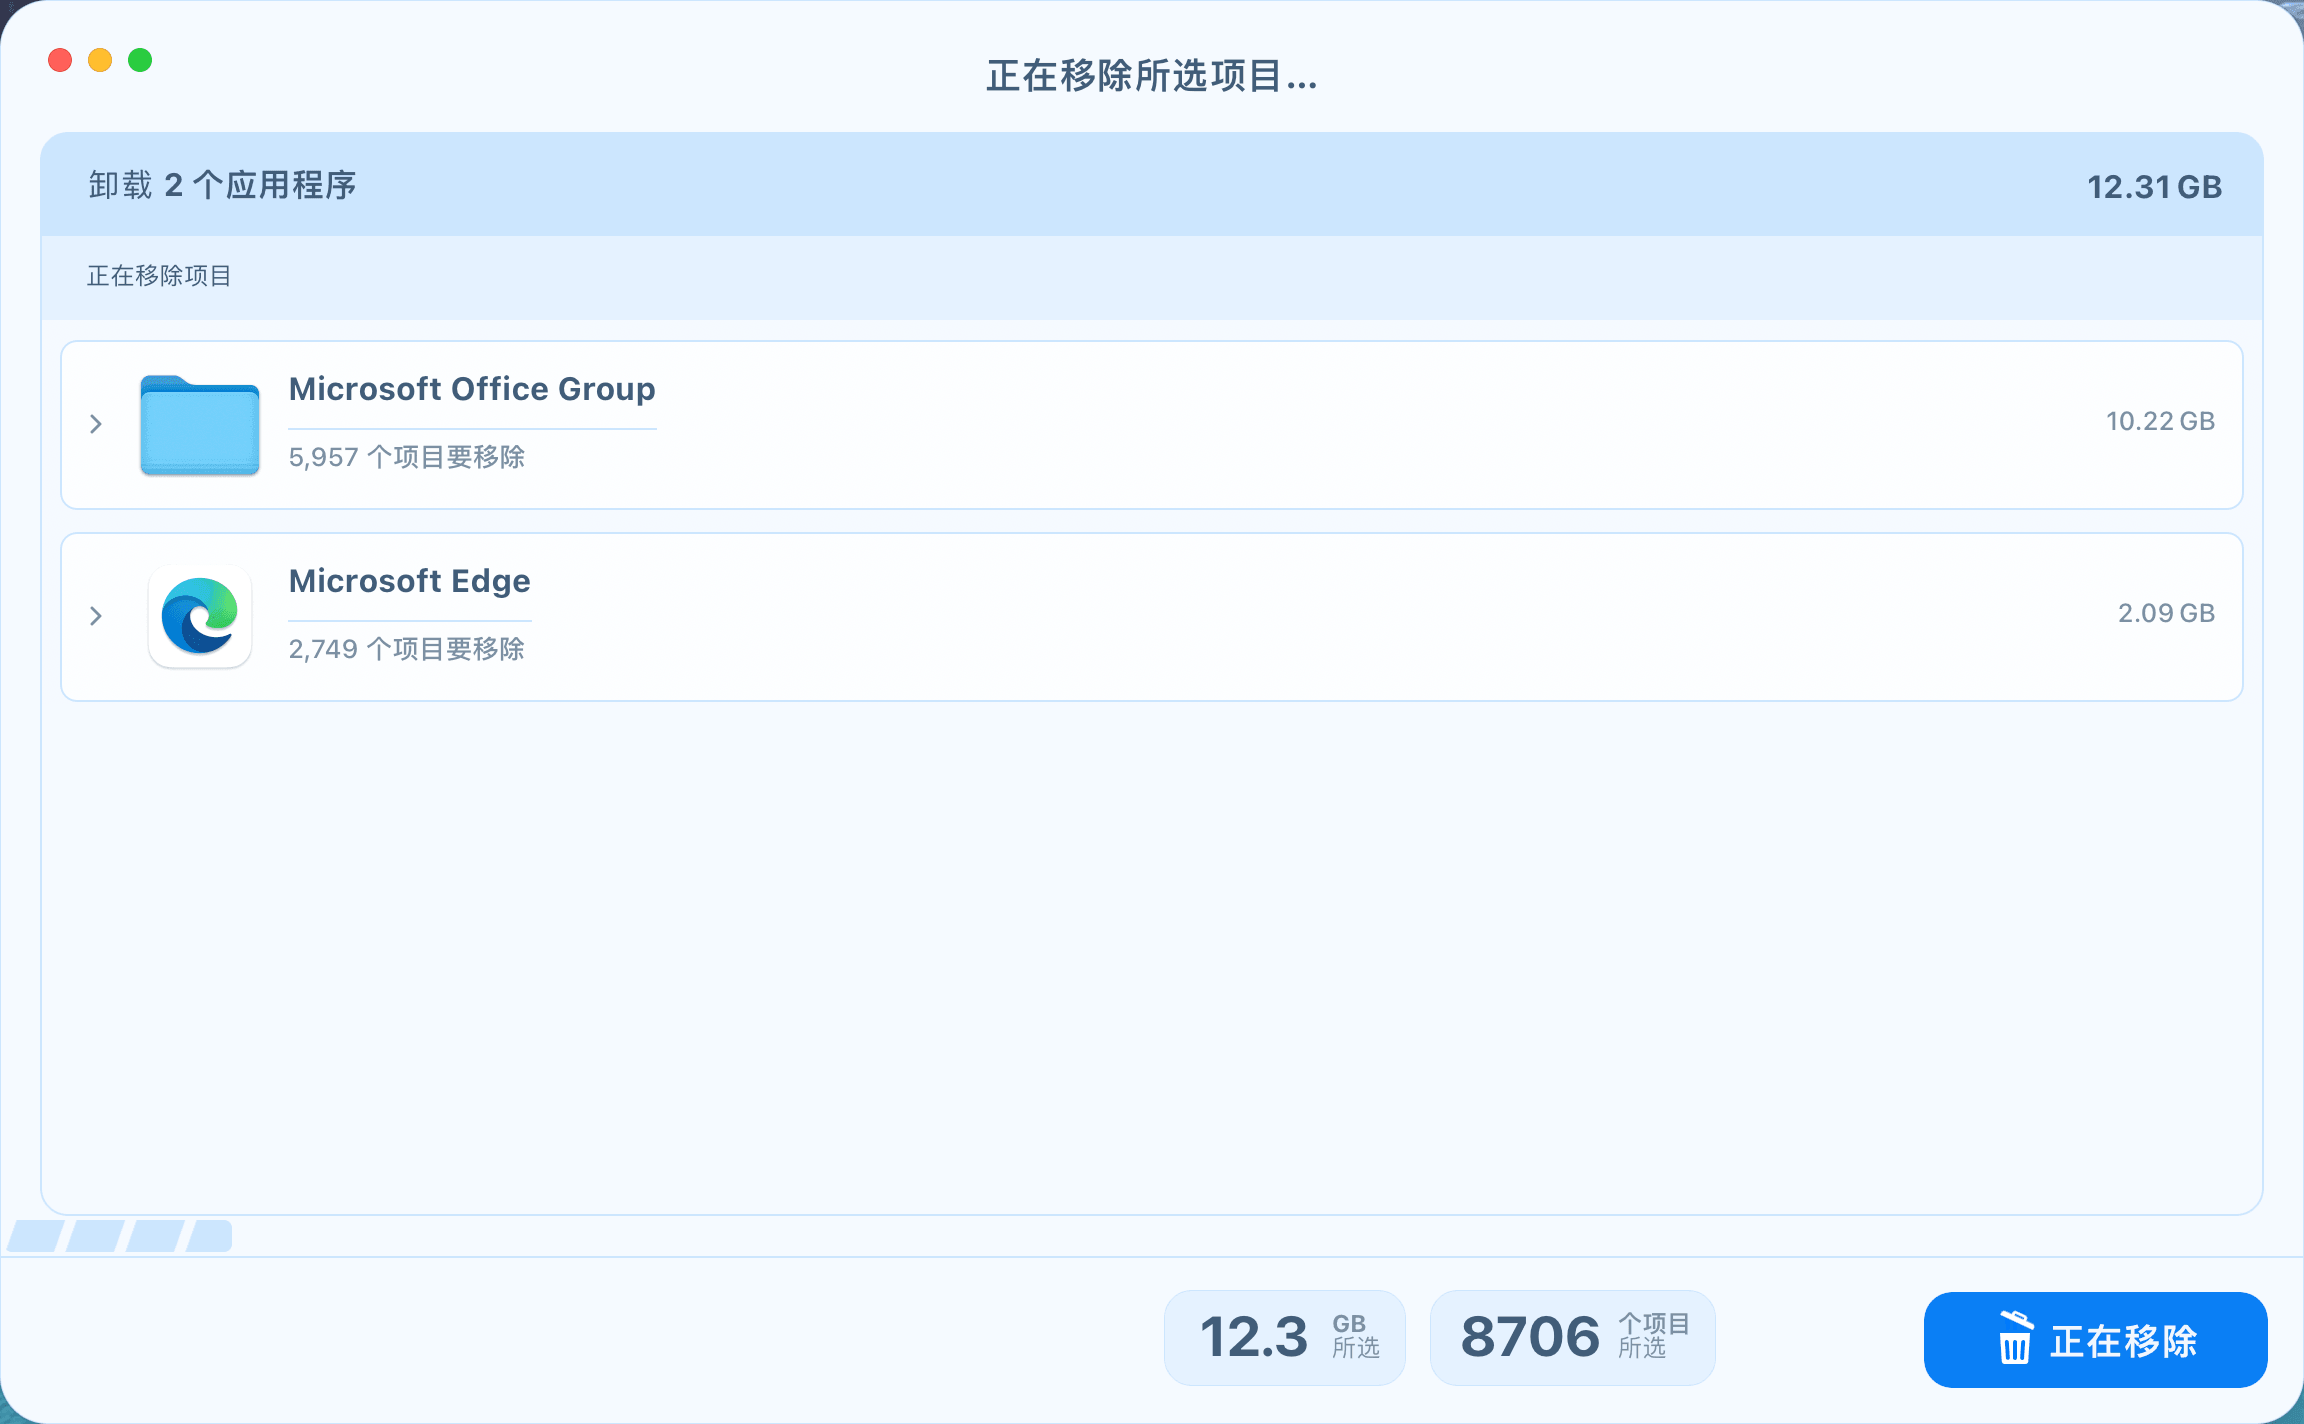 正在移除所选项目...
卸载 2 个应用程序
12.31 GB
正在移除项目
Microsoft Office Group
5,957 个项目要移除
10.22 GB
Microsoft Edge
2,749 个项目要移除
2.09 GB
12.3 GB 所选
8706 个项目 所选
正在移除